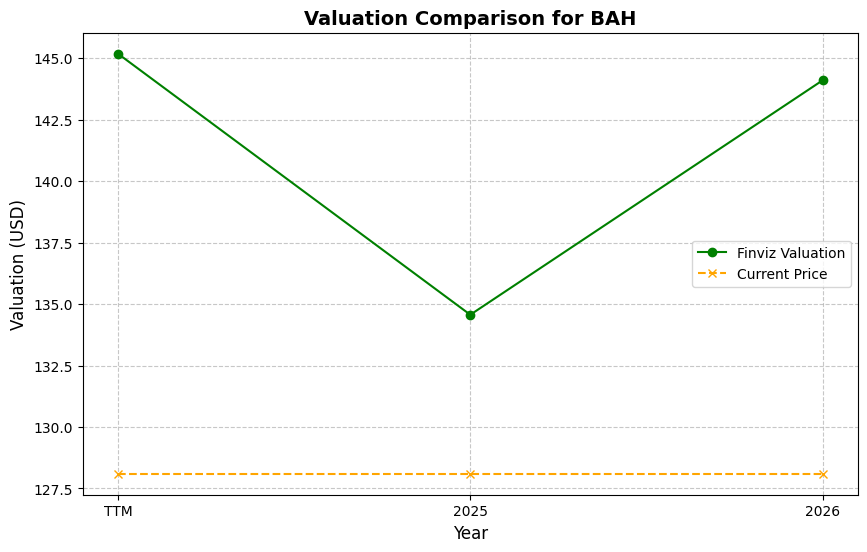 Valuation Comparison for BAH
Valuation (USD)
145.0
142.5
140.0
137.5
135.0
132.5
130.0
127.5
Finviz Valuation
Current Price
TTM
2025
2026
Year